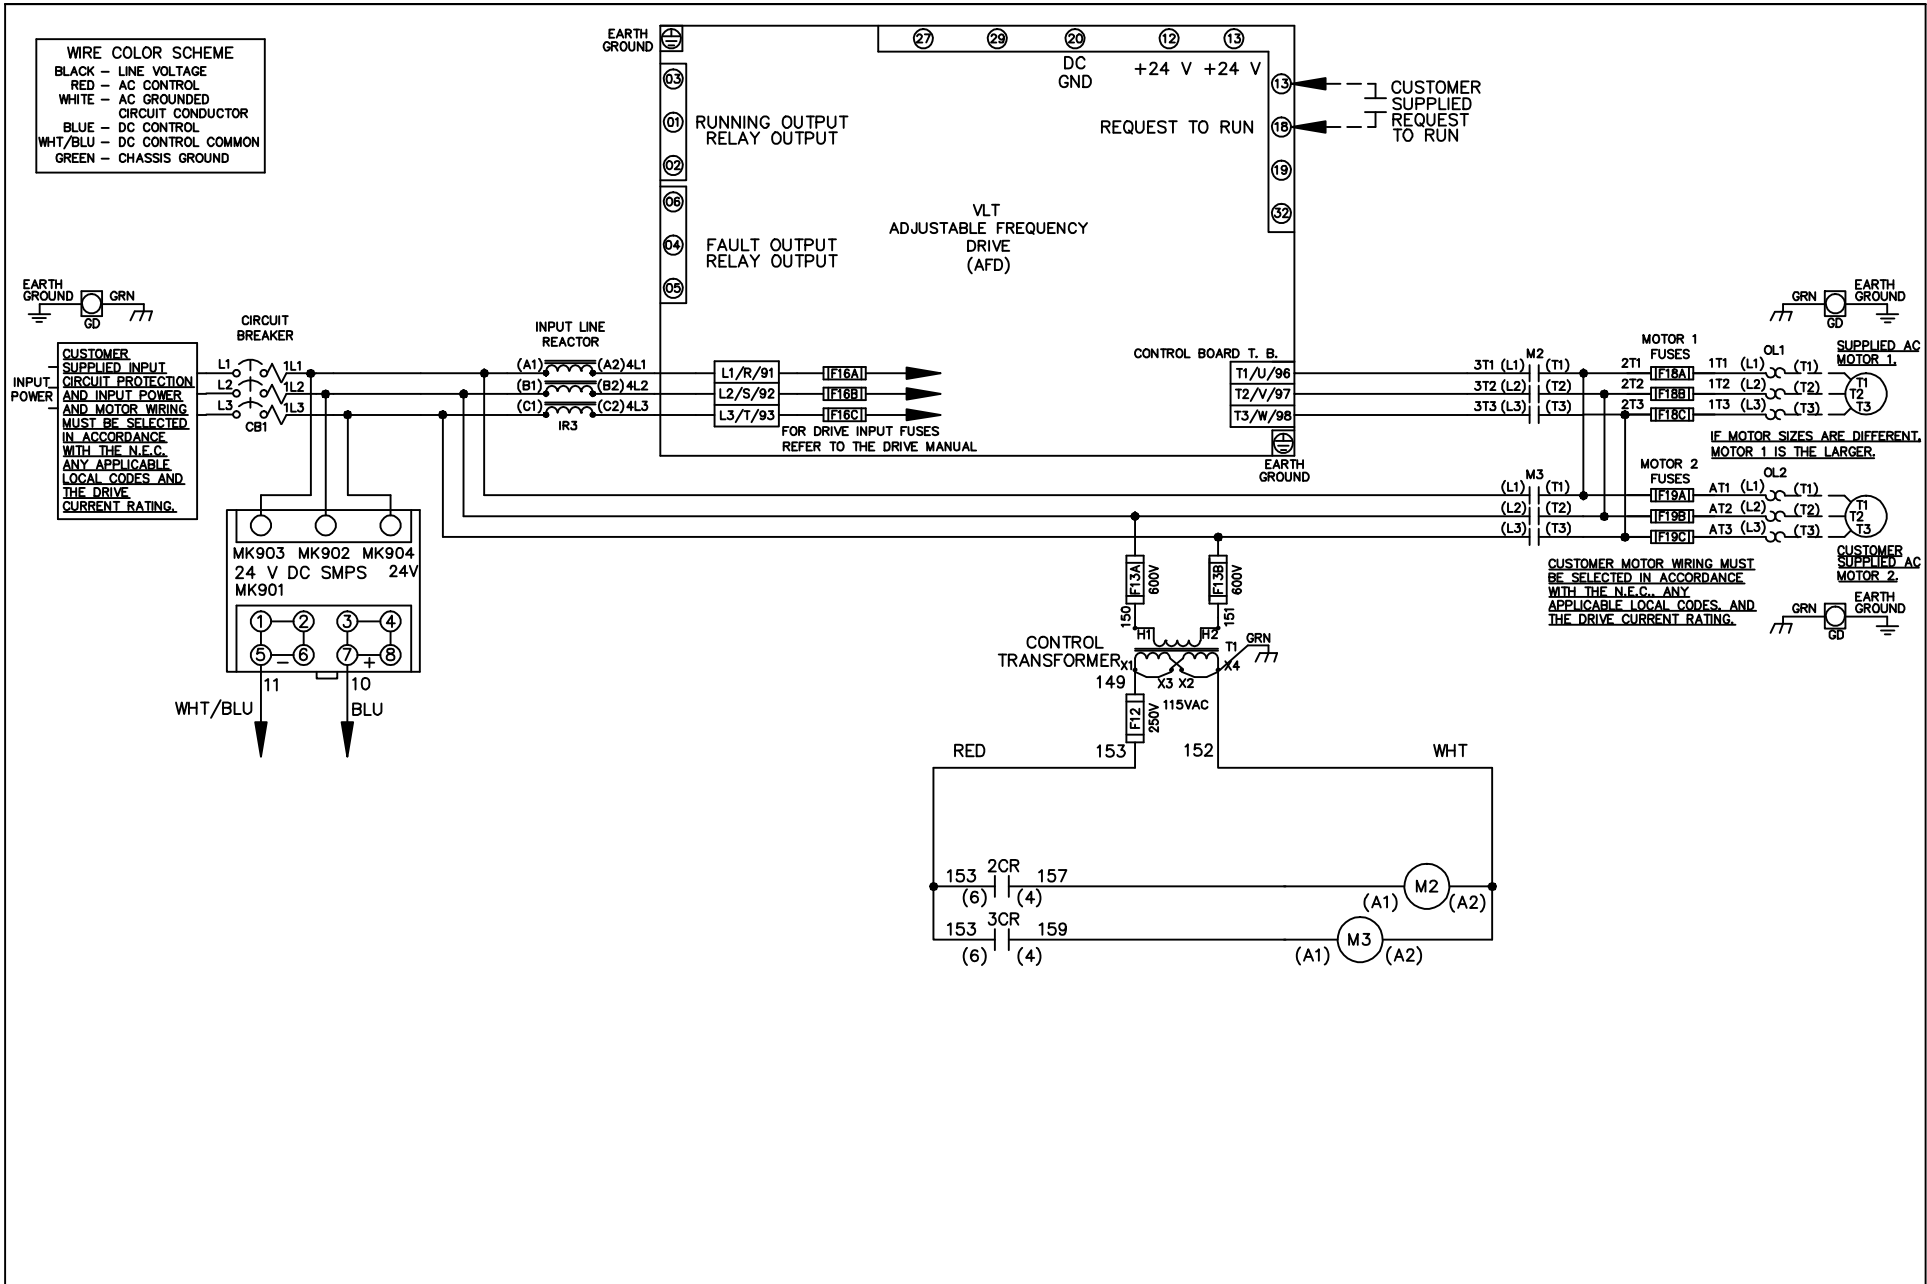 WIRE COLOR SCHEME
BLACK – LINE VOLTAGE
RED – AC CONTROL
WHITE – AC GROUNDED
CIRCUIT CONDUCTOR
BLUE – DC CONTROL
WHT/BLU – DC CONTROL COMMON
GREEN – CHASSIS GROUND
EARTH
GROUND
03
01
02
RUNNING OUTPUT
RELAY OUTPUT
06
04
05
FAULT OUTPUT
RELAY OUTPUT
27
29
20
12
13
DC
GND
+24 V +24 V
13
18
19
32
REQUEST TO RUN
CUSTOMER
SUPPLIED
REQUEST
TO RUN
VLT
ADJUSTABLE FREQUENCY
DRIVE
(AFD)
EARTH
GROUND
GRN
GD
INPUT
POWER
CUSTOMER
SUPPLIED INPUT
CIRCUIT PROTECTION
AND INPUT POWER
AND MOTOR WIRING
MUST BE SELECTED
IN ACCORDANCE
WITH THE N.E.C.
ANY APPLICABLE
LOCAL CODES AND
THE DRIVE
CURRENT RATING.
CIRCUIT
BREAKER
L1 1L1
L2 1L2
L3 1L3
CB1
INPUT LINE
REACTOR
(A1) (A2) 4L1
(B1) (B2) 4L2
(C1) (C2) 4L3
IR3
L1/R/91
L2/S/92
L3/T/93
F16A
F16B
F16C
FOR DRIVE INPUT FUSES
REFER TO THE DRIVE MANUAL
CONTROL BOARD T. B.
T1/U/96
T2/V/97
T3/W/98
EARTH
GROUND
M2
3T1 (L1) (T1)
3T2 (L2) (T2)
3T3 (L3) (T3)
MOTOR 1
FUSES
2T1 F18A 1T1 (L1)
2T2 F18B 1T2 (L2)
2T3 F18C 1T3 (L3)
OL1
(T1)
(T2)
(T3)
T1
T2
T3
GRN
GD
EARTH
GROUND
SUPPLIED AC
MOTOR 1.
IF MOTOR SIZES ARE DIFFERENT,
MOTOR 1 IS THE LARGER.
M3
(L1) (T1)
(L2) (T2)
(L3) (T3)
MOTOR 2
FUSES
F19A AT1 (L1)
F19B AT2 (L2)
F19C AT3 (L3)
OL2
(T1)
(T2)
(T3)
T1
T2
T3
CUSTOMER
SUPPLIED AC
MOTOR 2.
CUSTOMER MOTOR WIRING MUST
BE SELECTED IN ACCORDANCE
WITH THE N.E.C., ANY
APPLICABLE LOCAL CODES, AND
THE DRIVE CURRENT RATING.
GRN
GD
EARTH
GROUND
MK903 MK902 MK904
24 V DC SMPS 24V
MK901
1 2 3 4
5 – 6 7 + 8
11 10
WHT/BLU
BLU
F13A
600V
F13B
600V
150
151
H1 H2
T1
GRN
CONTROL
TRANSFORMER
X1
X4
X3 X2
149
115VAC
F12
250V
RED
153
152
WHT
153 2CR 157
(6) (4)
M2
(A1) (A2)
153 3CR 159
(6) (4)
M3
(A1) (A2)